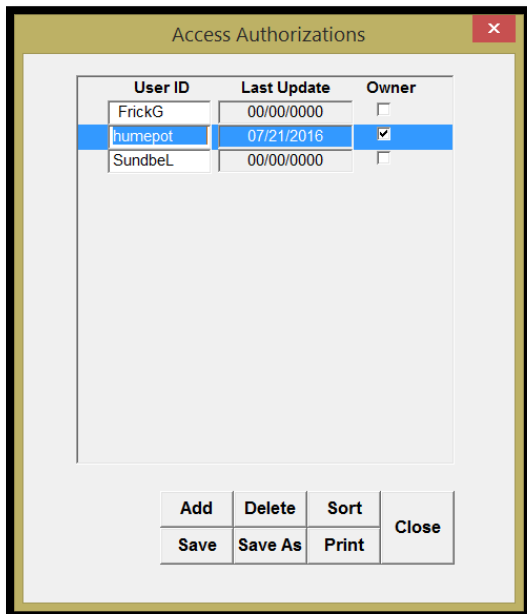 Access Authorizations
x
User ID Last Update Owner
FrickG 00/00/0000
humepot 07/21/2016
SundbeL 00/00/0000
Add Delete Sort
Close
Save Save As Print